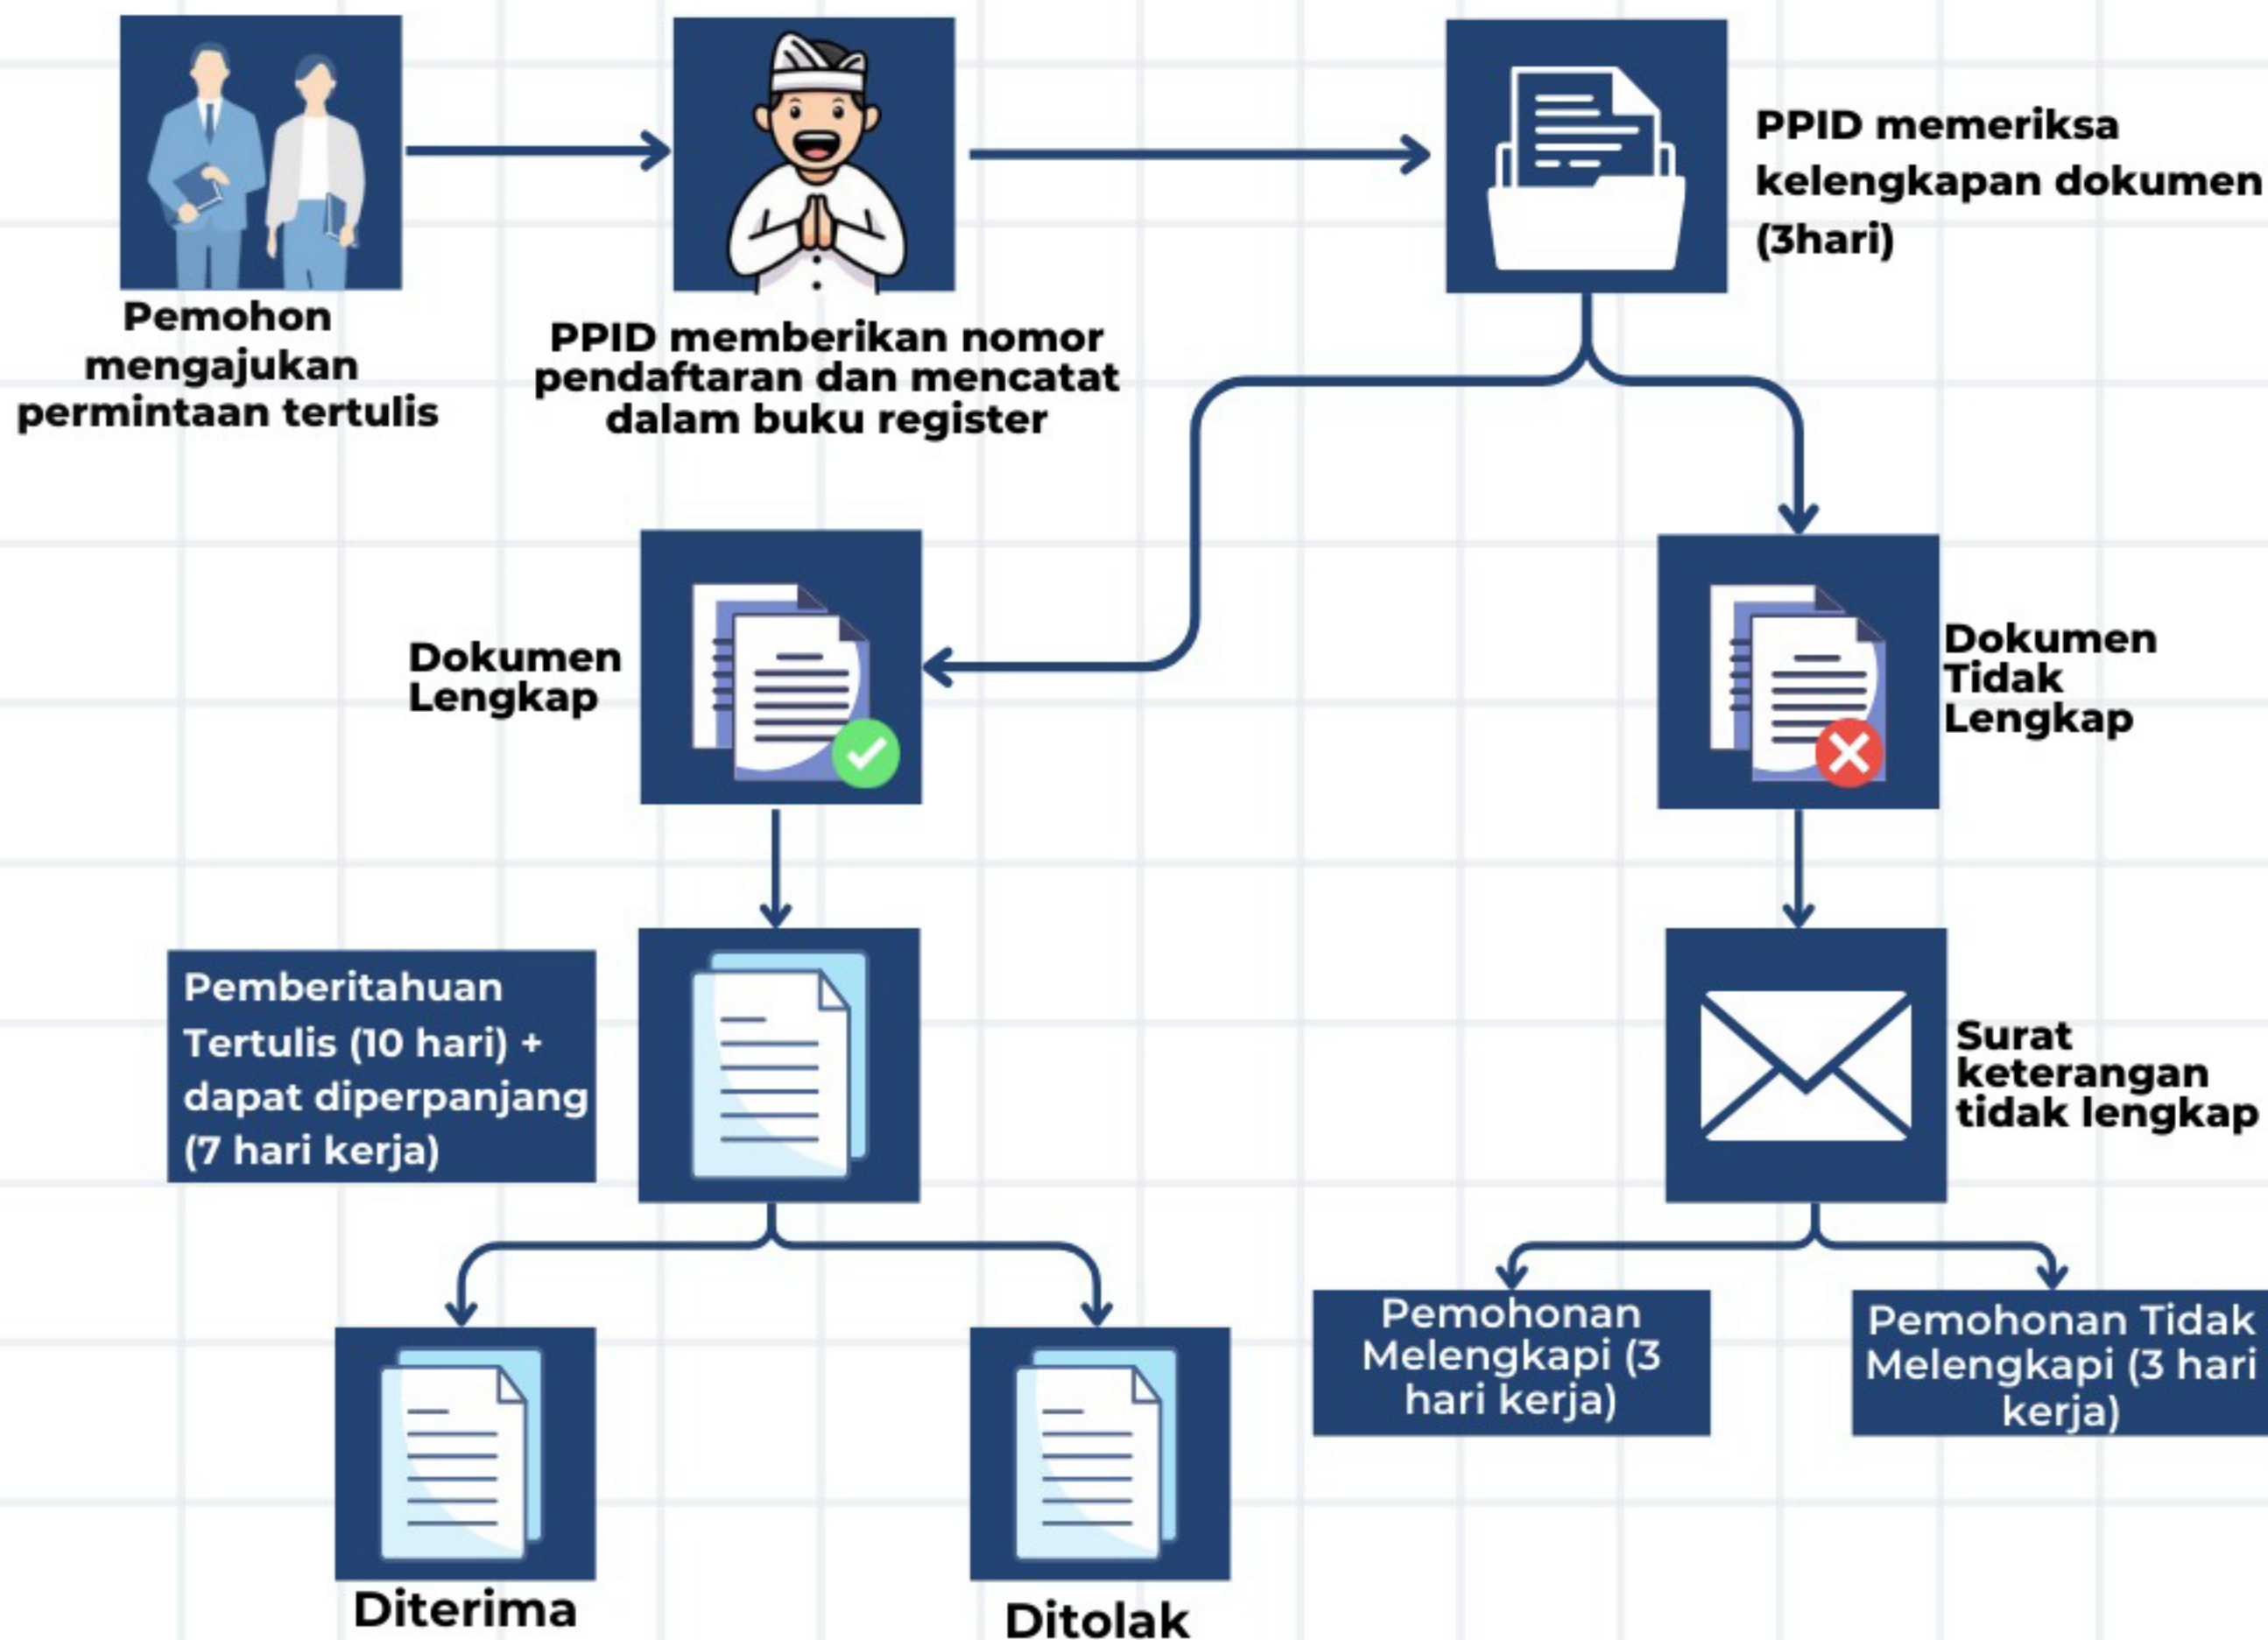 Pemohon
mengajukan
permintaan tertulis
PPID memberikan nomor
pendaftaran dan mencatat
dalam buku register
PPID memeriksa
kelengkapan dokumen
(3hari)
Dokumen
Lengkap
Dokumen
Tidak
Lengkap
Pemberitahuan
Tertulis (10 hari) +
dapat diperpanjang
(7 hari kerja)
Surat
keterangan
tidak lengkap
Pemohonan
Melengkapi (3
hari kerja)
Pemohonan Tidak
Melengkapi (3 hari
kerja)
Diterima
Ditolak